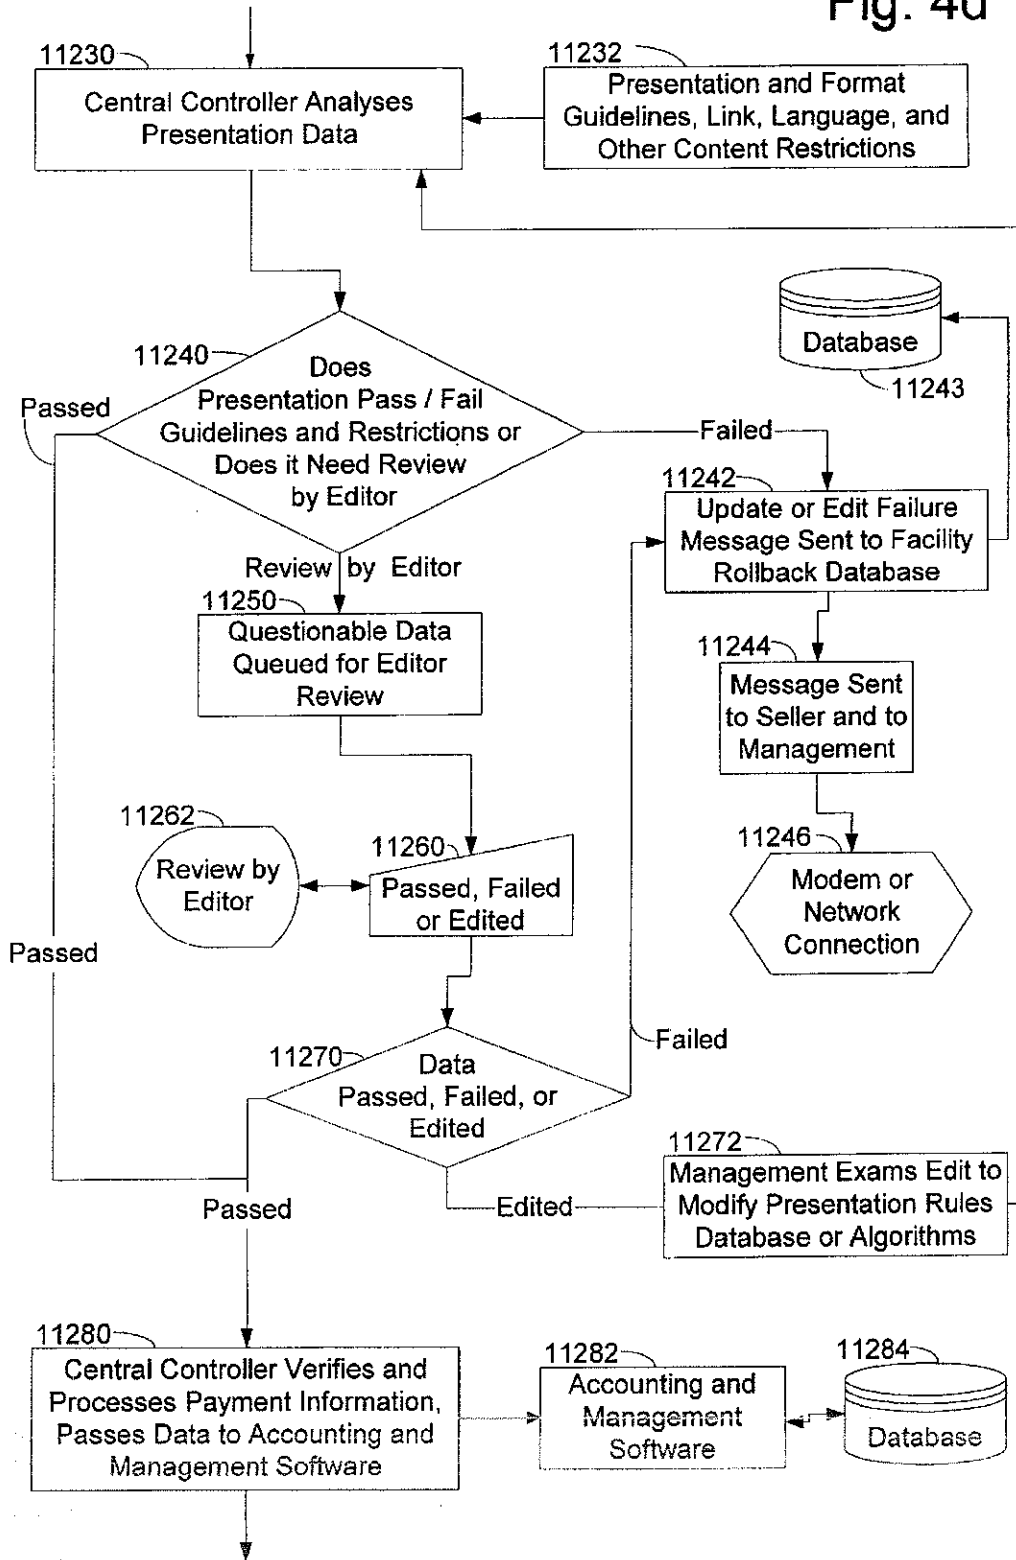 Fig. 4d
11230
Central Controller Analyses
Presentation Data
11232
Presentation and Format
Guidelines, Link, Language, and
Other Content Restrictions
11240
Does
Presentation Pass / Fail
Guidelines and Restrictions or
Does it Need Review
by Editor
Passed
Failed
Database
11243
11242
Update or Edit Failure
Message Sent to Facility
Rollback Database
Review by Editor
11250
Questionable Data
Queued for Editor
Review
11244
Message Sent
to Seller and to
Management
11262
Review by
Editor
11260
Passed, Failed
or Edited
11246
Modem or
Network
Connection
Passed
Failed
11270
Data
Passed, Failed, or
Edited
Edited
11272
Management Exams Edit to
Modify Presentation Rules
Database or Algorithms
Passed
11280
Central Controller Verifies and
Processes Payment Information,
Passes Data to Accounting and
Management Software
11282
Accounting and
Management
Software
11284
Database